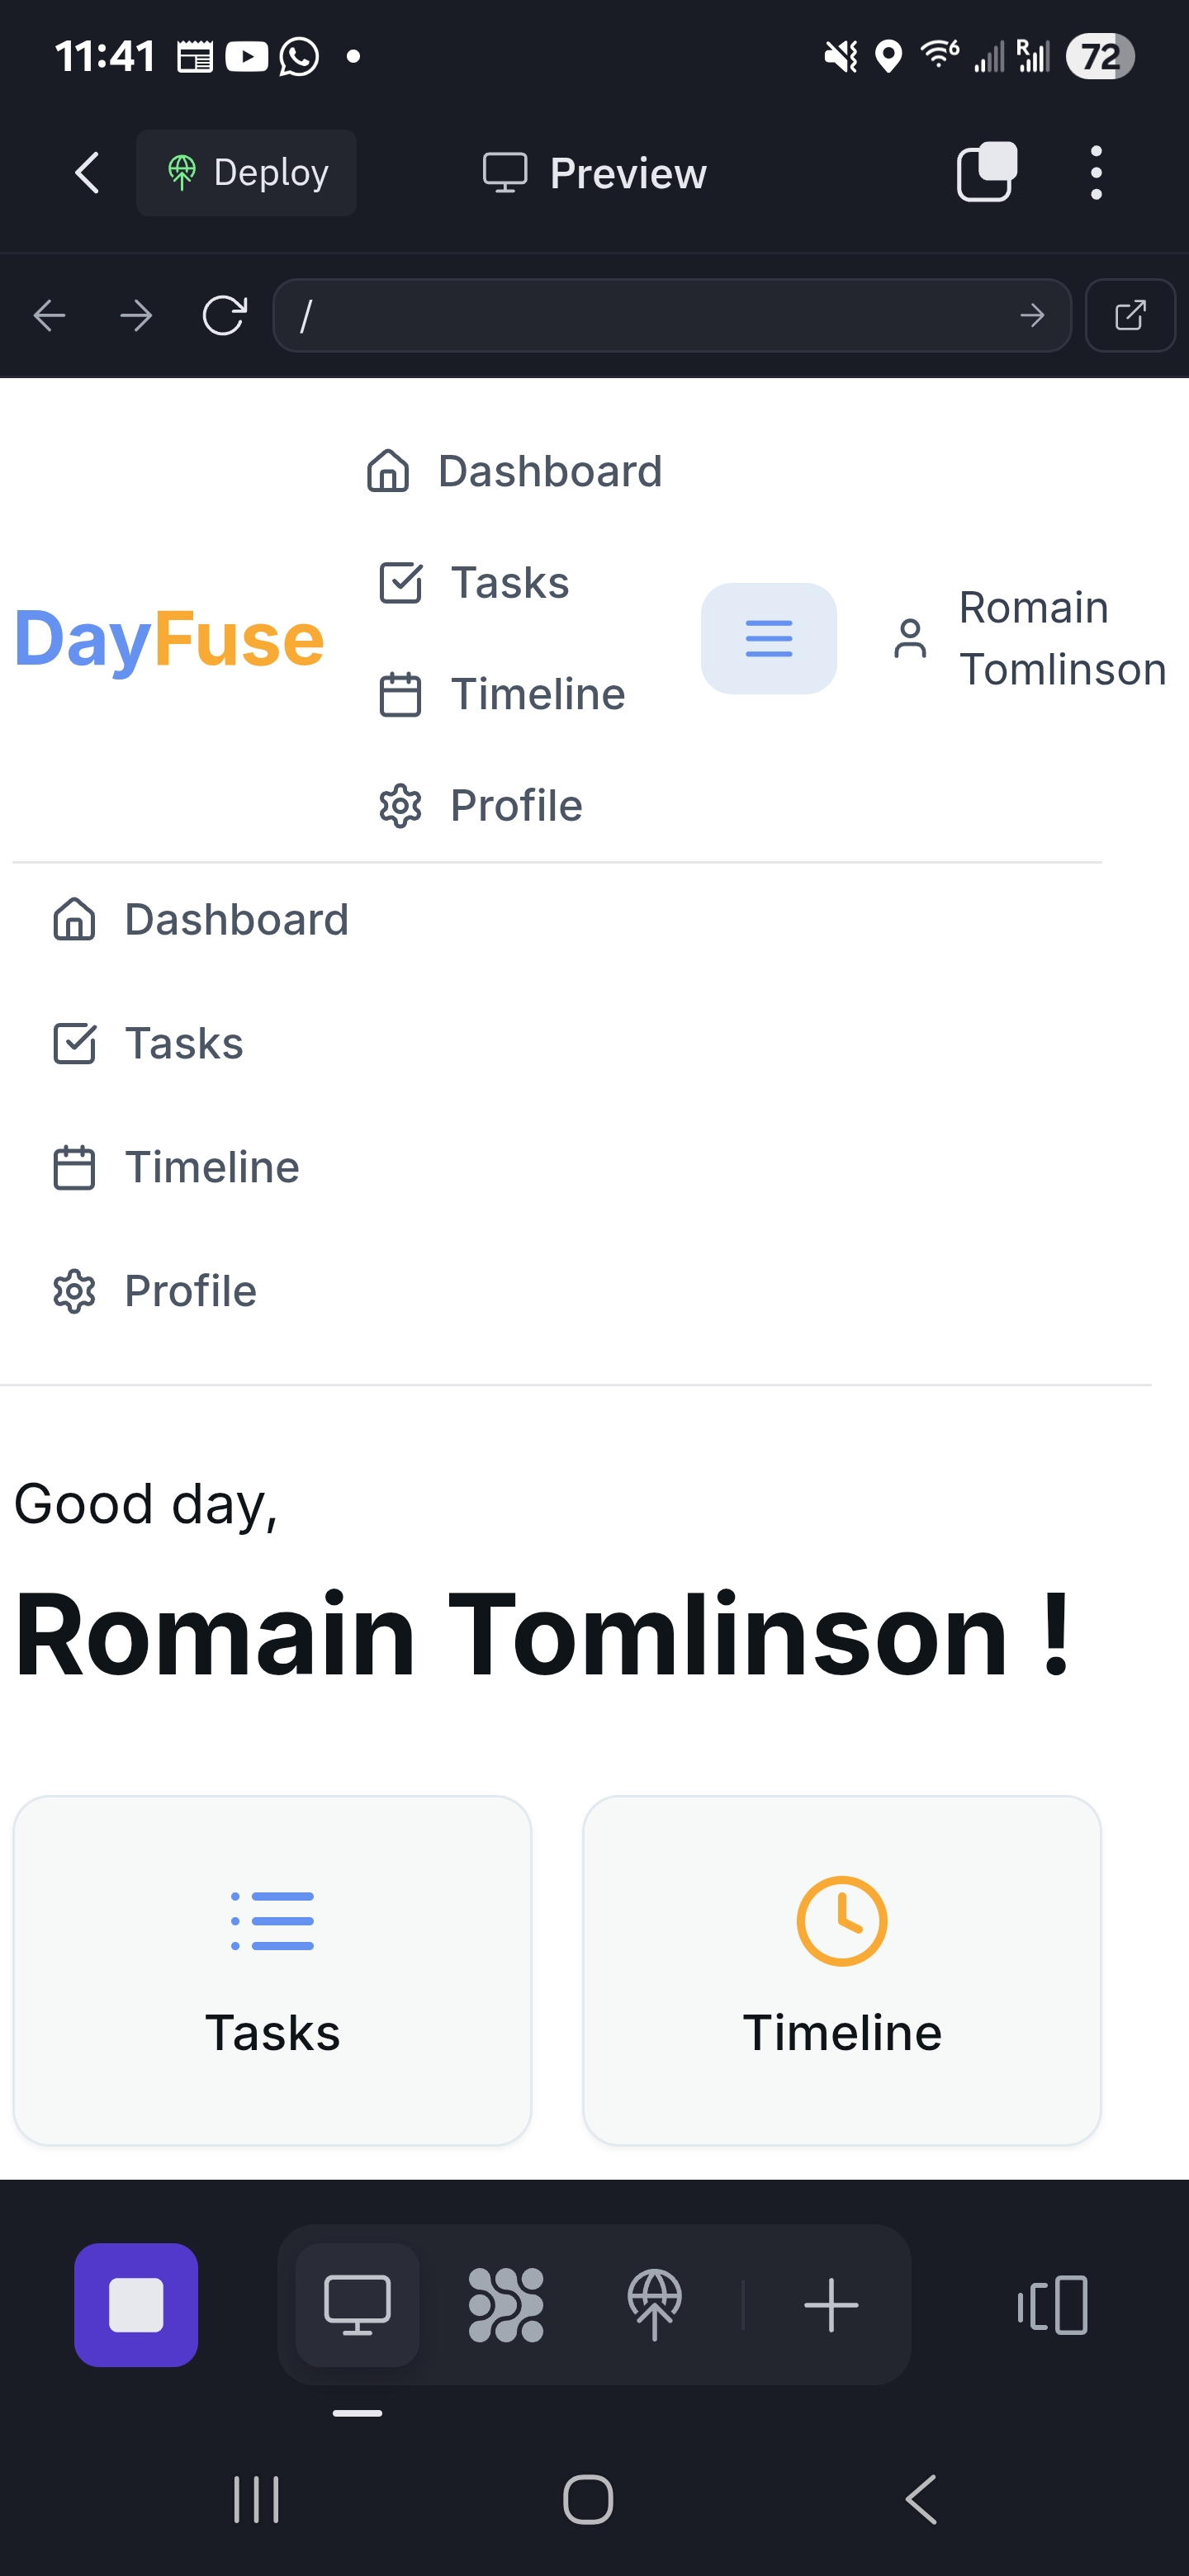 11:41
6
R
72
Deploy
Preview
/
DayFuse
Dashboard
Tasks
Timeline
Profile
Romain
Tomlinson
Dashboard
Tasks
Timeline
Profile
Good day,
Romain Tomlinson !
Tasks
Timeline